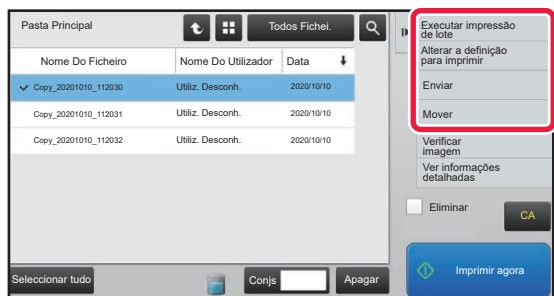 Pasta Principal
Todos Fichei.
Nome Do Ficheiro Nome Do Utilizador Data
Copy_20201010_112030 Utiliz. Desconh. 2020/10/10
Copy_20201010_112031 Utiliz. Desconh. 2020/10/10
Copy_20201010_112032 Utiliz. Desconh. 2020/10/10
Seleccionar tudo
Conjs
Apagar
Executar impressão
de lote
Alterar a definição
para imprimir
Enviar
Mover
Verificar
imagem
Ver informações
detalhadas
Eliminar
CA
Imprimir agora